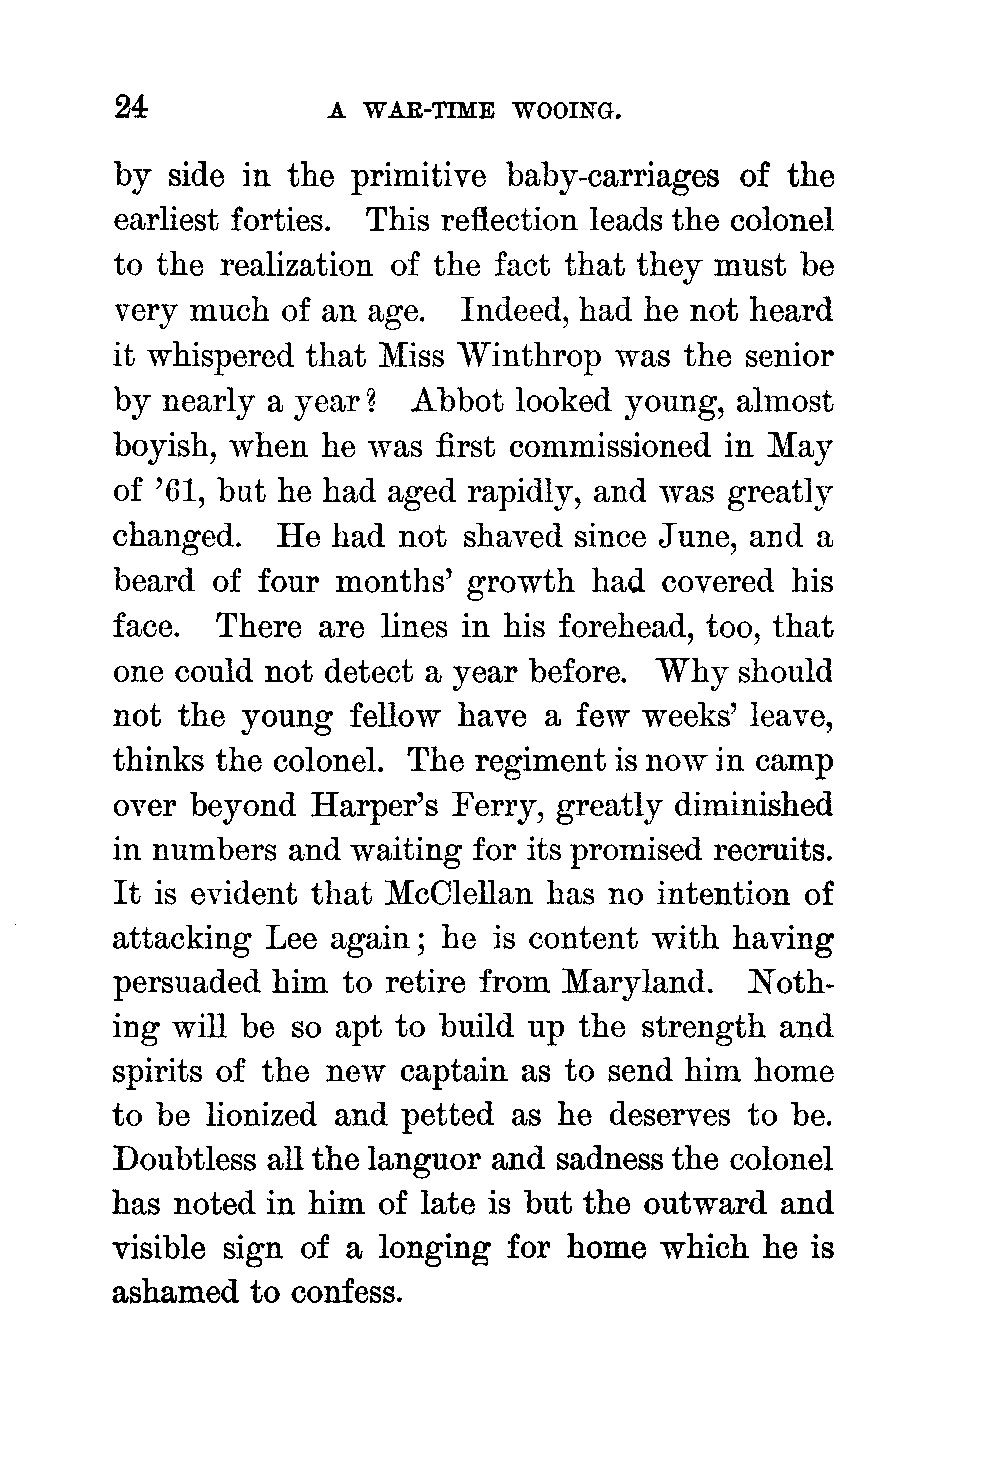 24 A WAR-TIME WOOING.
by side in the primitive baby-carriages of the
earliest forties. This reflection leads the colonel
to the realization of the fact that they must be
very much of an age. Indeed, had he not heard
it whispered that Miss Winthrop was the senior
by nearly a year? Abbot looked young, almost
boyish, when he was first commissioned in May
of ’61, but he had aged rapidly, and was greatly
changed. He had not shaved since June, and a
beard of four months’ growth had covered his
face. There are lines in his forehead, too, that
one could not detect a year before. Why should
not the young fellow have a few weeks’ leave,
thinks the colonel. The regiment is now in camp
over beyond Harper’s Ferry, greatly diminished
in numbers and waiting for its promised recruits.
It is evident that McClellan has no intention of
attacking Lee again; he is content with having
persuaded him to retire from Maryland. Noth-
ing will be so apt to build up the strength and
spirits of the new captain as to send him home
to be lionized and petted as he deserves to be.
Doubtless all the languor and sadness the colonel
has noted in him of late is but the outward and
visible sign of a longing for home which he is
ashamed to confess.